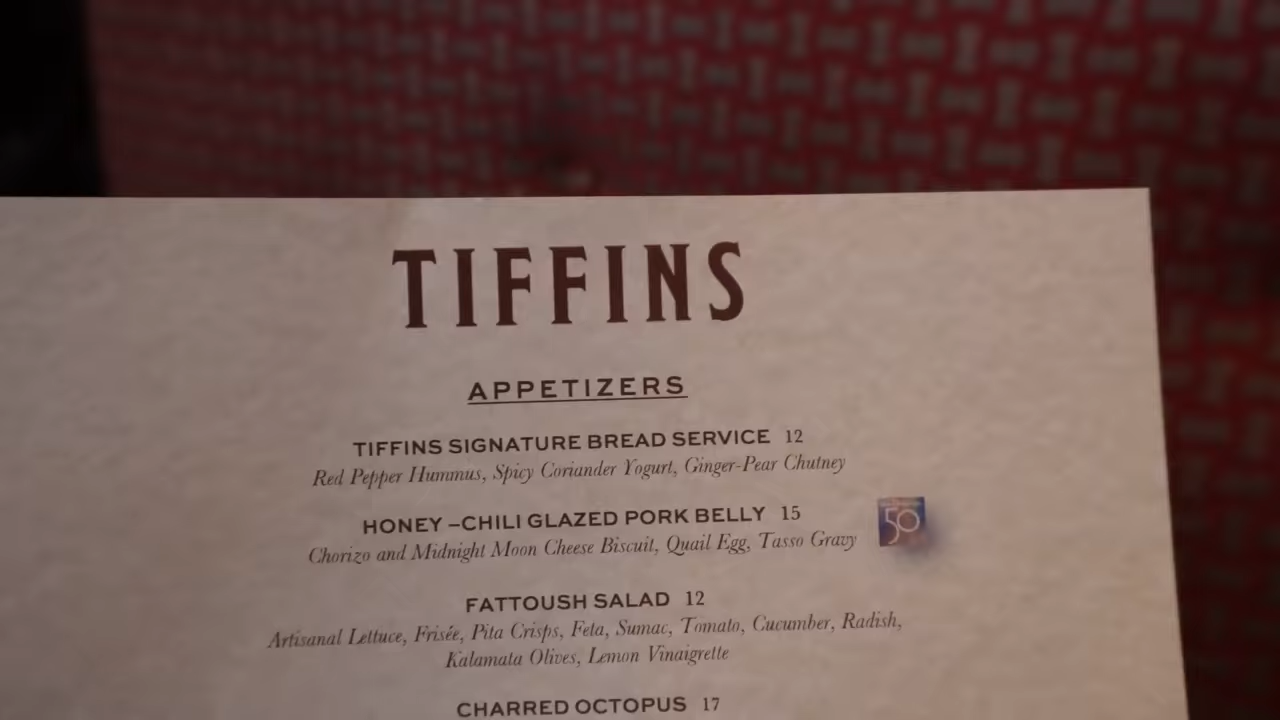 TIFFINS
APPETIZERS
TIFFINS SIGNATURE BREAD SERVICE 12
Red Pepper Hummus, Spicy Coriander Yogurt, Ginger-Pear Chutney
HONEY –CHILI GLAZED PORK BELLY 15
Chorizo and Midnight Moon Cheese Biscuit, Quail Egg, Tasso Gravy
50
FATTOUSH SALAD 12
Artisanal Lettuce, Frisée, Pita Crisps, Feta, Sumac, Tomato, Cucumber, Radish,
Kalamata Olives, Lemon Vinaigrette
CHARRED OCTOPUS 17